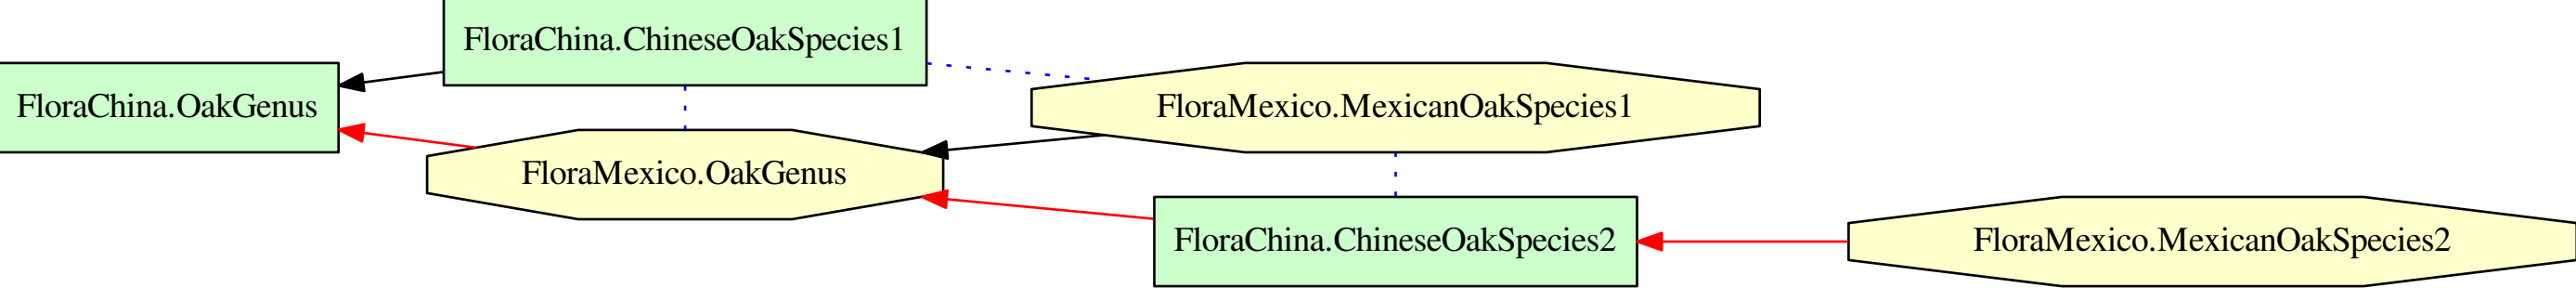 FloraChina.ChineseOakSpecies1
FloraChina.OakGenus
FloraMexico.MexicanOakSpecies1
FloraMexico.OakGenus
FloraChina.ChineseOakSpecies2
FloraMexico.MexicanOakSpecies2